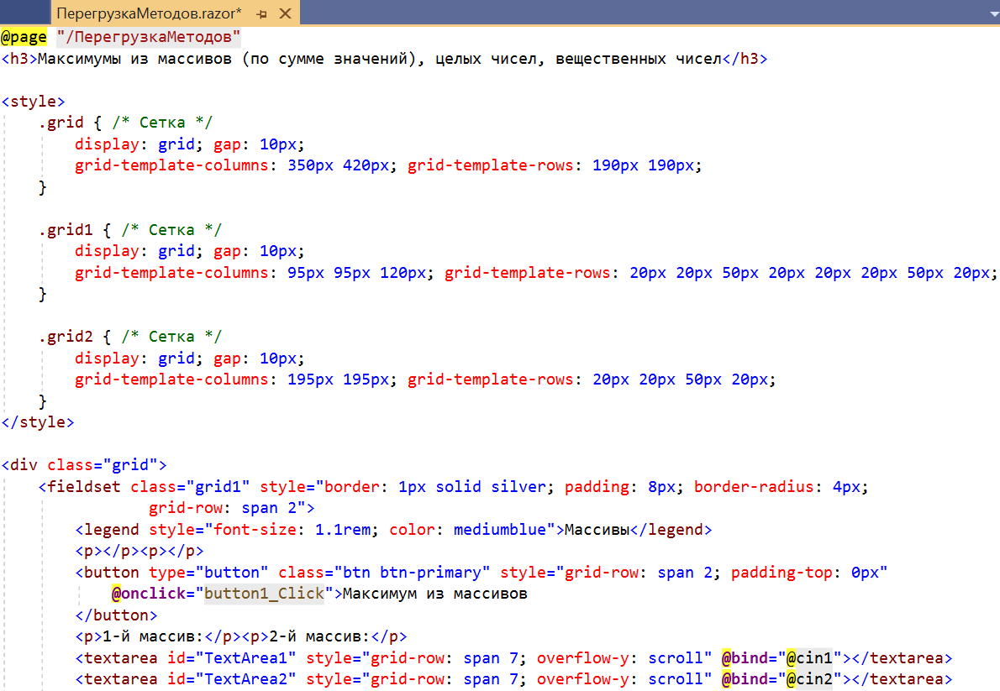 ПерегрузкаМетодов.razor*
@page "/ПерегрузкаМетодов"
<h3>Максимумы из массивов (по сумме значений), целых чисел, вещественных чисел</h3>
<style>
.grid { /* Сетка */
display: grid; gap: 10px;
grid-template-columns: 350px 420px; grid-template-rows: 190px 190px;
}
.grid1 { /* Сетка */
display: grid; gap: 10px;
grid-template-columns: 95px 95px 120px; grid-template-rows: 20px 20px 50px 20px 20px 20px 50px 20px;
}
.grid2 { /* Сетка */
display: grid; gap: 10px;
grid-template-columns: 195px 195px; grid-template-rows: 20px 20px 50px 20px;
}
</style>
<div class="grid">
<fieldset class="grid1" style="border: 1px solid silver; padding: 8px; border-radius: 4px;
grid-row: span 2">
<legend style="font-size: 1.1rem; color: mediumblue">Массивы</legend>
<p></p><p></p>
<button type="button" class="btn btn-primary" style="grid-row: span 2; padding-top: 0px"
@onclick="button1_Click">Максимум из массивов
</button>
<p>1-й массив:</p><p>2-й массив:</p>
<textarea id="TextArea1" style="grid-row: span 7; overflow-y: scroll" @bind="@cin1"></textarea>
<textarea id="TextArea2" style="grid-row: span 7; overflow-y: scroll" @bind="@cin2"></textarea>